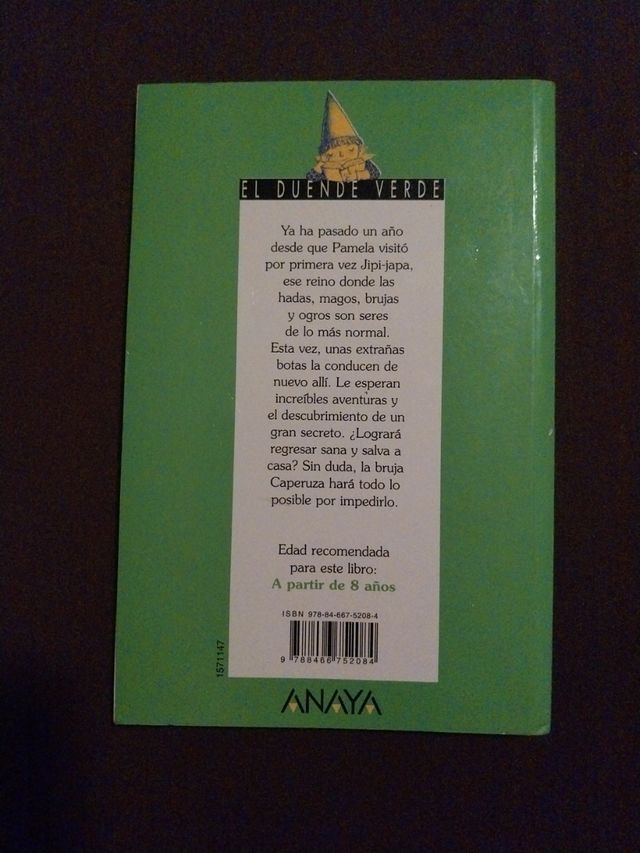 EL DUENDE VERDE
Ya ha pasado un año
desde que Pamela visitó
por primera vez Jipi-japa,
ese reino donde las
hadas, magos, brujas
y ogros son seres
de lo más normal.
Esta vez, unas extrañas
botas la conducen de
nuevo allí. Le esperan
increíbles aventuras y
el descubrimiento de un
gran secreto. ¿Logrará
regresar sana y salva a
casa? Sin duda, la bruja
Caperuza hará todo lo
posible por impedirlo.
Edad recomendada
para este libro:
A partir de 8 años
ISBN 978-84-667-5208-4
9 788466 752084
1571147
ANAYA